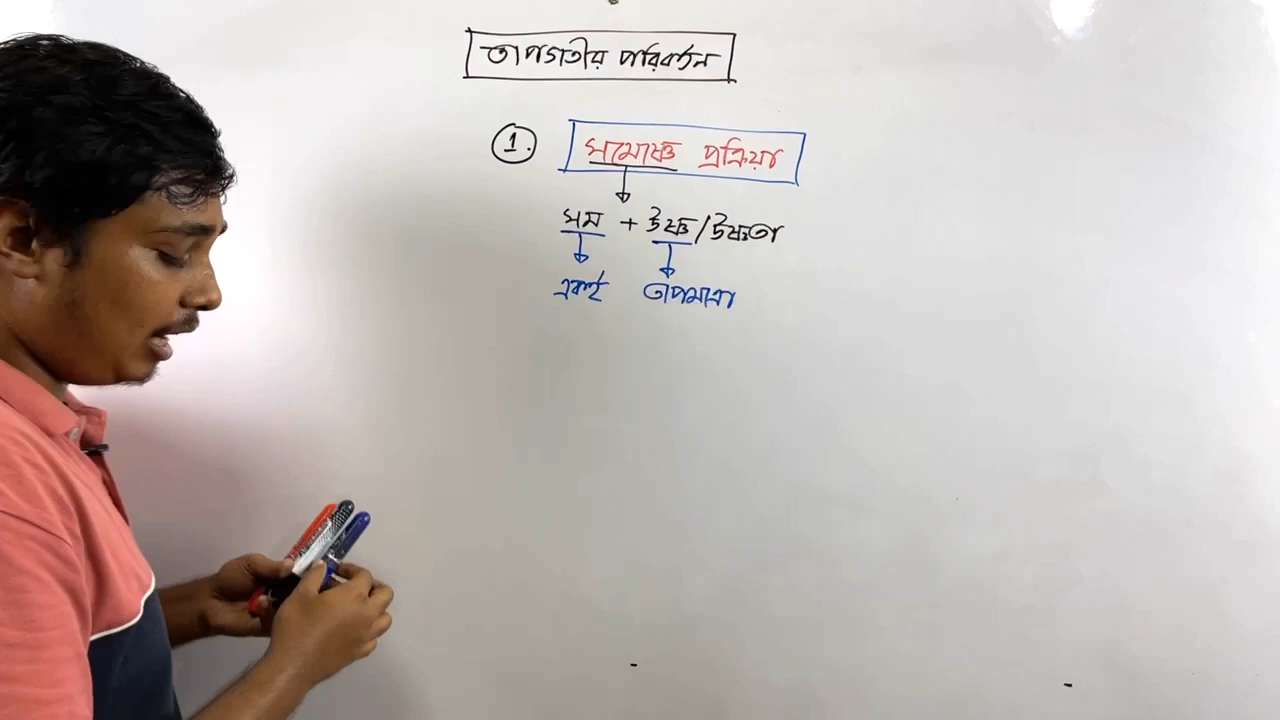 তাপগতীয় পরিবর্তন
1. সমোষ্ণ প্রক্রিয়া
সম + উষ্ণ/উষ্ণতা
একই তাপমাত্রা